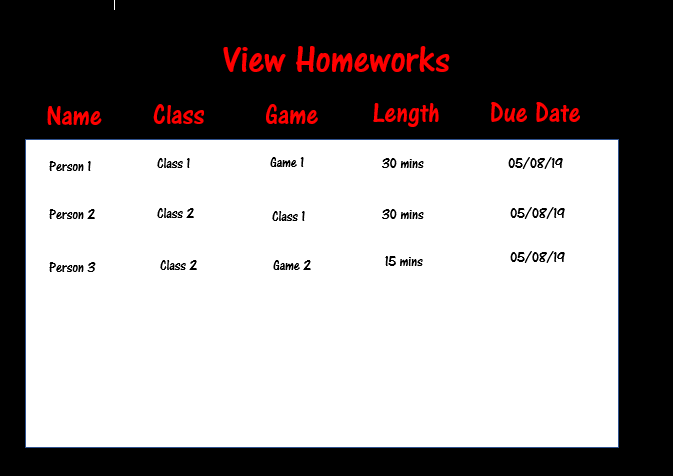 View Homeworks
Name Class Game Length Due Date
Person 1 Class 1 Game 1 30 mins 05/08/19
Person 2 Class 2 Class 1 30 mins 05/08/19
Person 3 Class 2 Game 2 15 mins 05/08/19